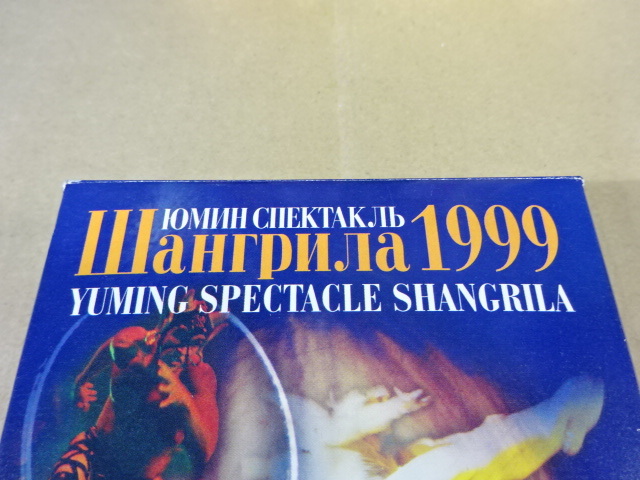 ЮМИН СПЕКТАКЛЬ
Шангрила 1999
YUMING SPECTACLE SHANGRILA